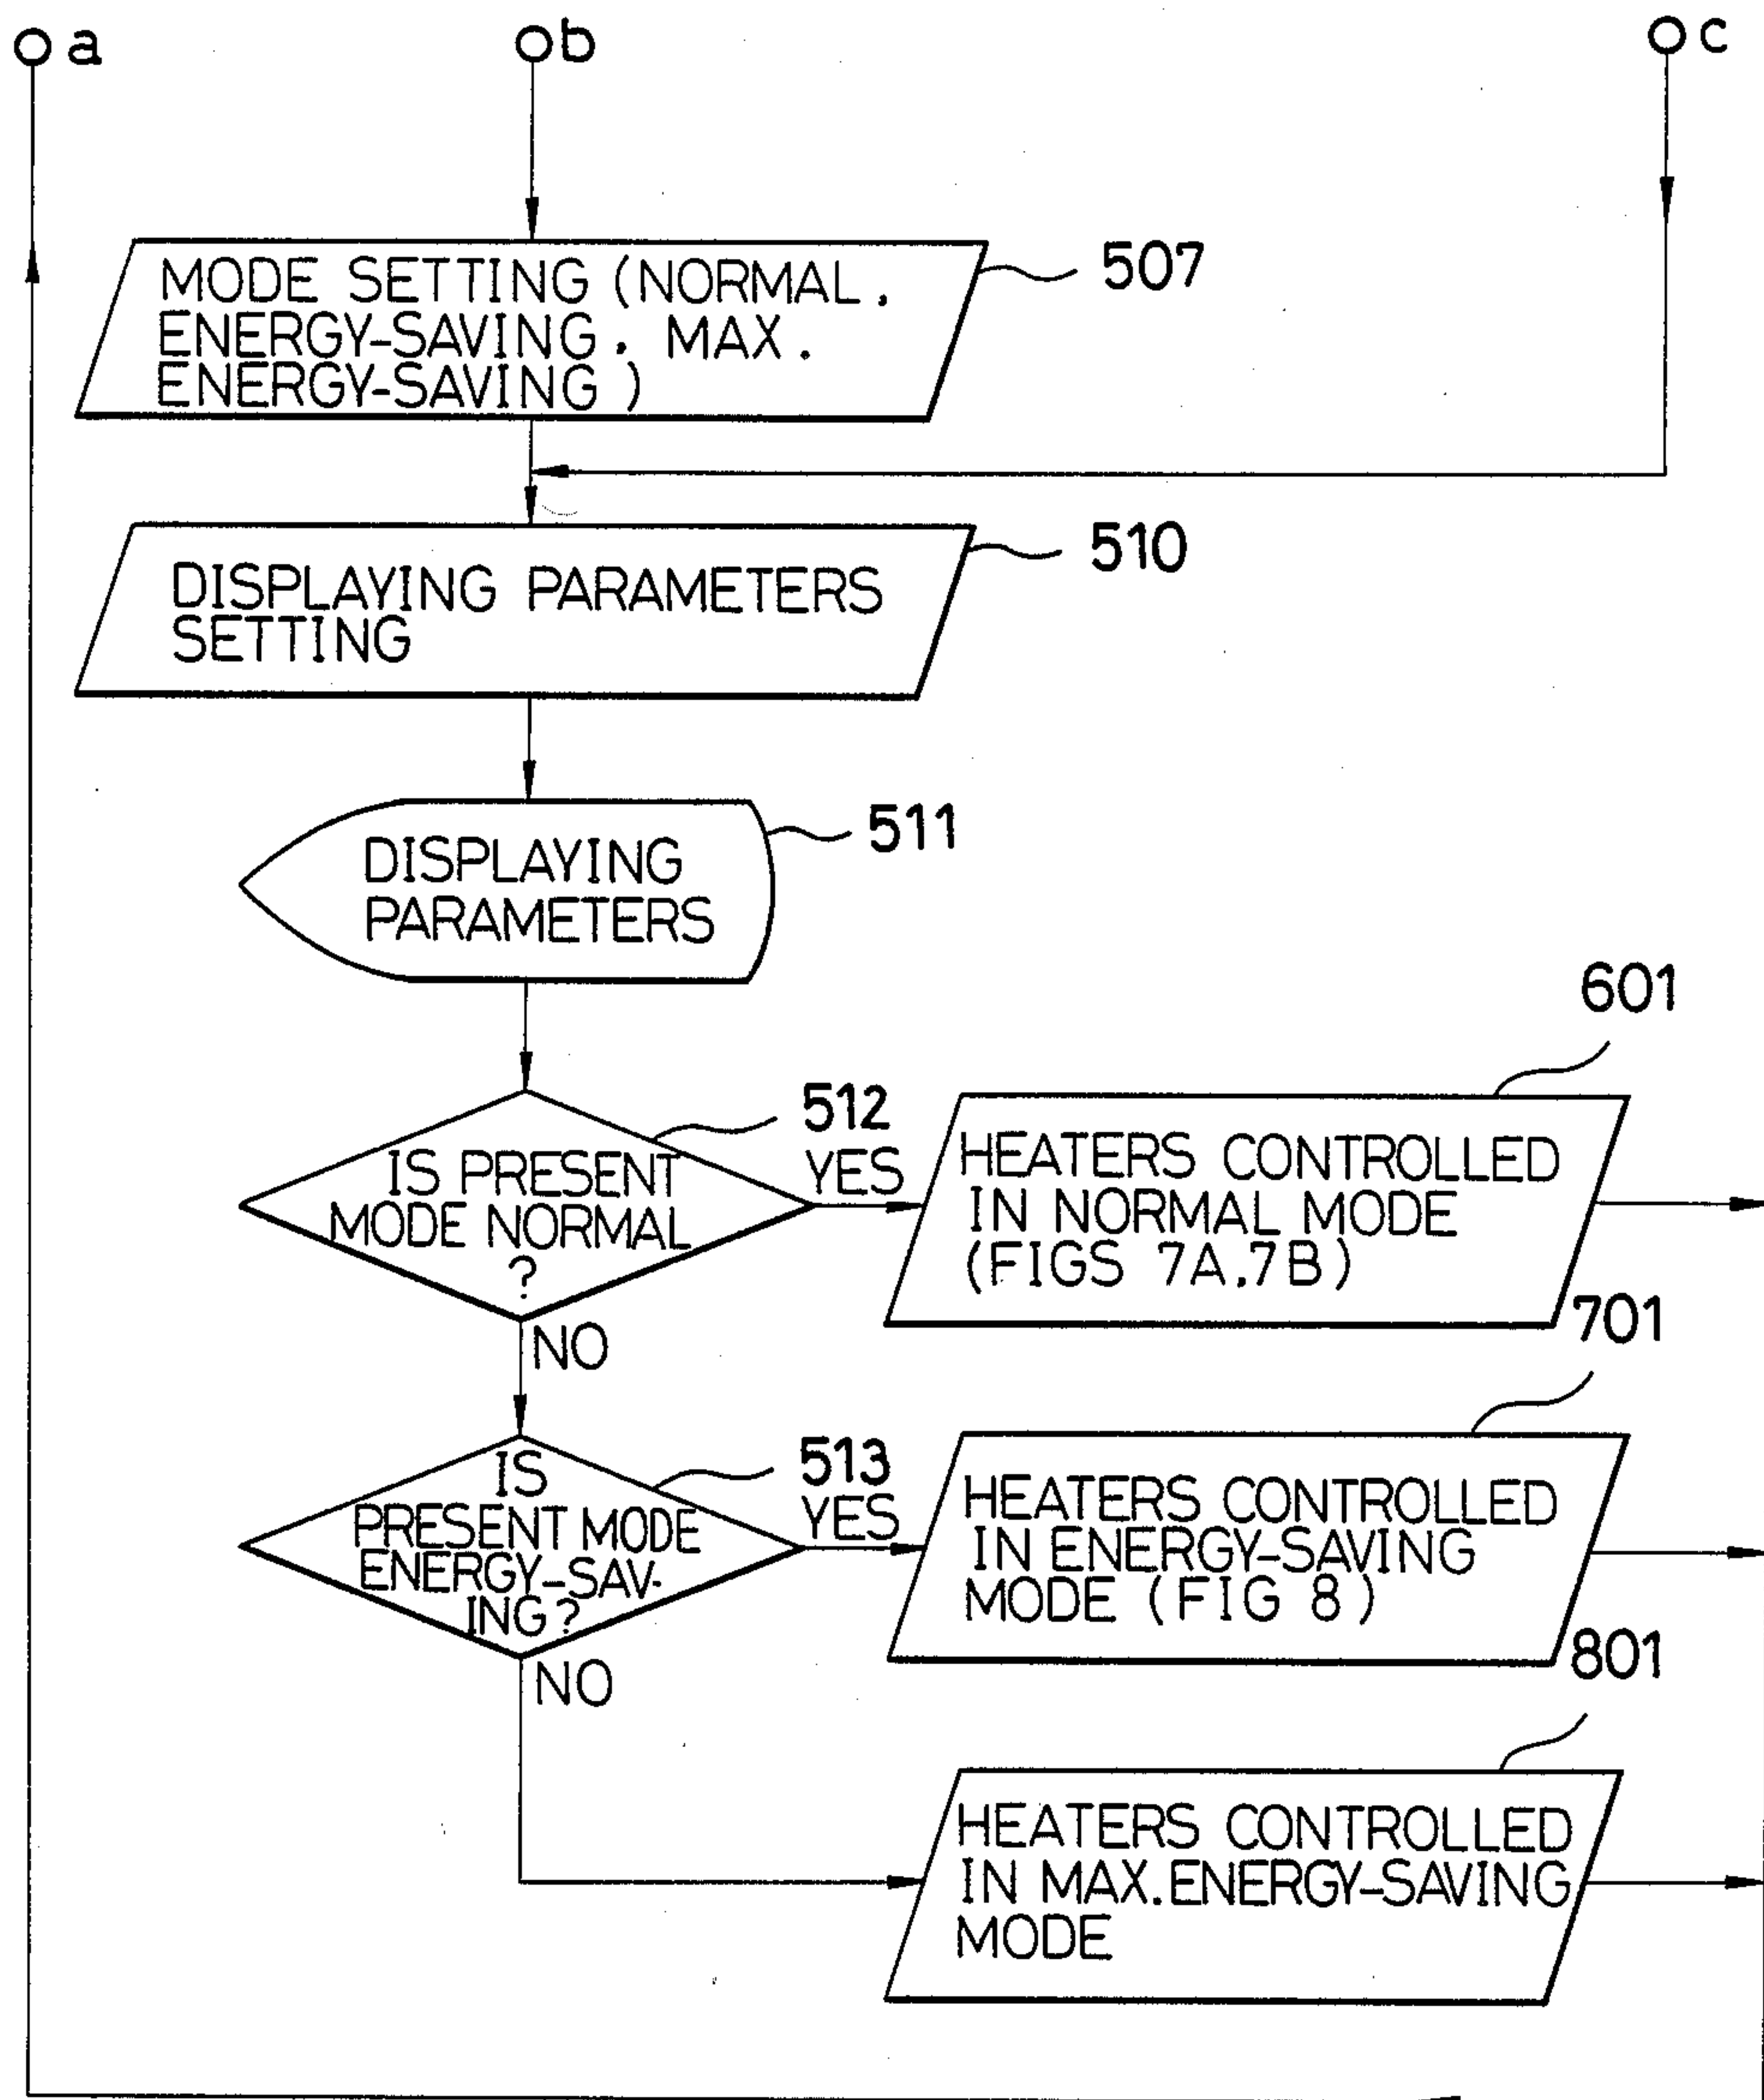 a
b
c
MODE SETTING (NORMAL.
ENERGY-SAVING. MAX.
ENERGY-SAVING)
507
DISPLAYING PARAMETERS
SETTING
510
DISPLAYING
PARAMETERS
511
IS PRESENT
MODE NORMAL
?
512
YES
NO
HEATERS CONTROLLED
IN NORMAL MODE
(FIGS 7A.7B)
601
IS
PRESENT MODE
ENERGY-SAV-
ING?
513
YES
NO
HEATERS CONTROLLED
IN ENERGY-SAVING
MODE (FIG 8)
701
HEATERS CONTROLLED
IN MAX.ENERGY-SAVING
MODE
801